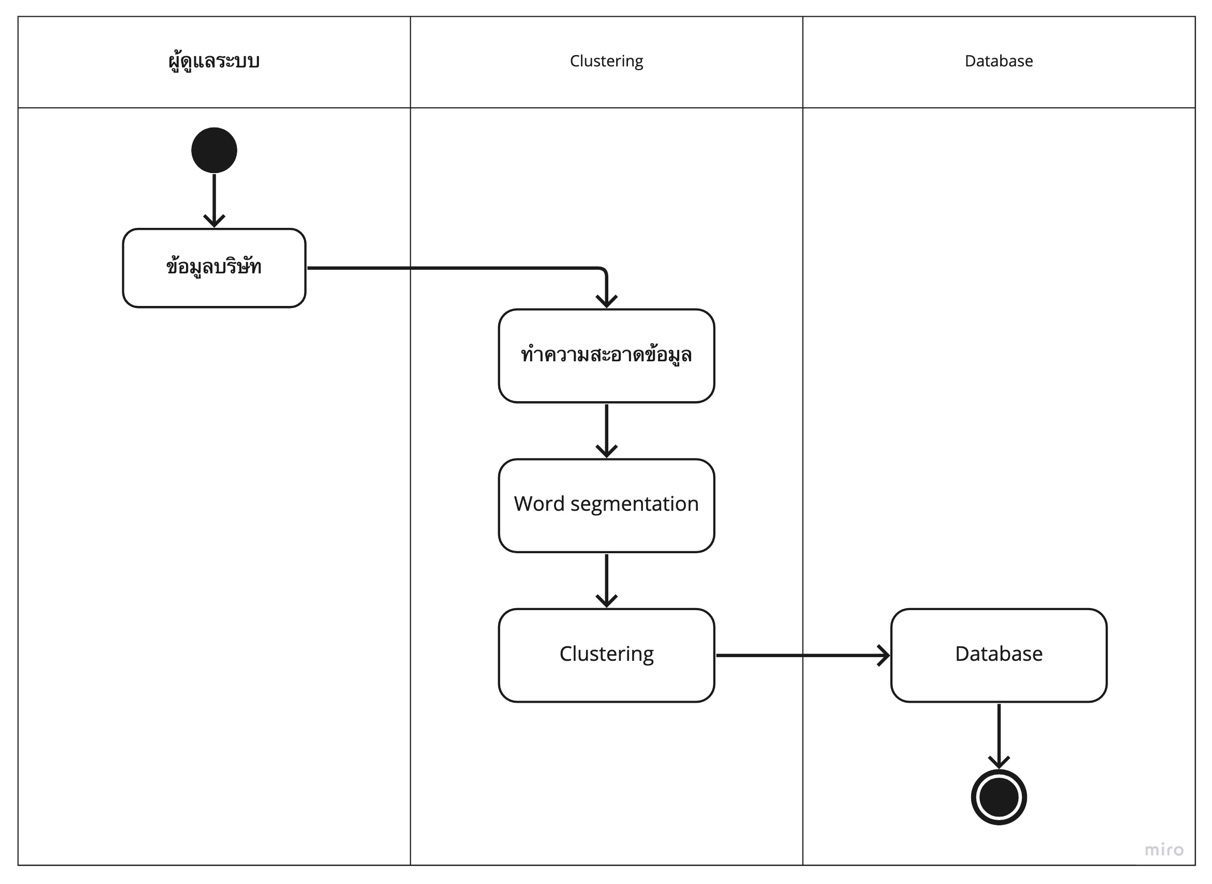 ผู้ดูแลระบบ
Clustering
Database
ข้อมูลบริษัท
ทำความสะอาดข้อมูล
Word segmentation
Clustering
Database
miro